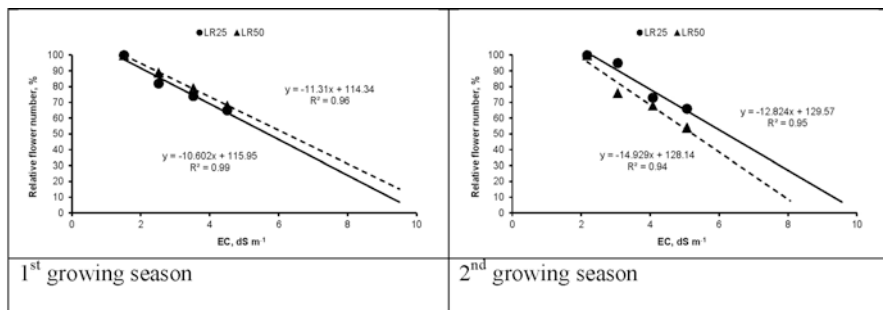 ●LR25 ▲LR50
Relative flower number, %
100
90
80
70
60
50
40
30
20
10
0
y = -11.31x + 114.34
R² = 0.96
y = -10.602x + 115.95
R² = 0.99
0 2 4 6 8 10
EC, dS m⁻¹
1st growing season
●LR25 ▲LR50
Relative flower number, %
100
90
80
70
60
50
40
30
20
10
0
y = -12.824x + 129.57
R² = 0.95
y = -14.929x + 128.14
R² = 0.94
0 2 4 6 8 10
EC, dS m⁻¹
2nd growing season